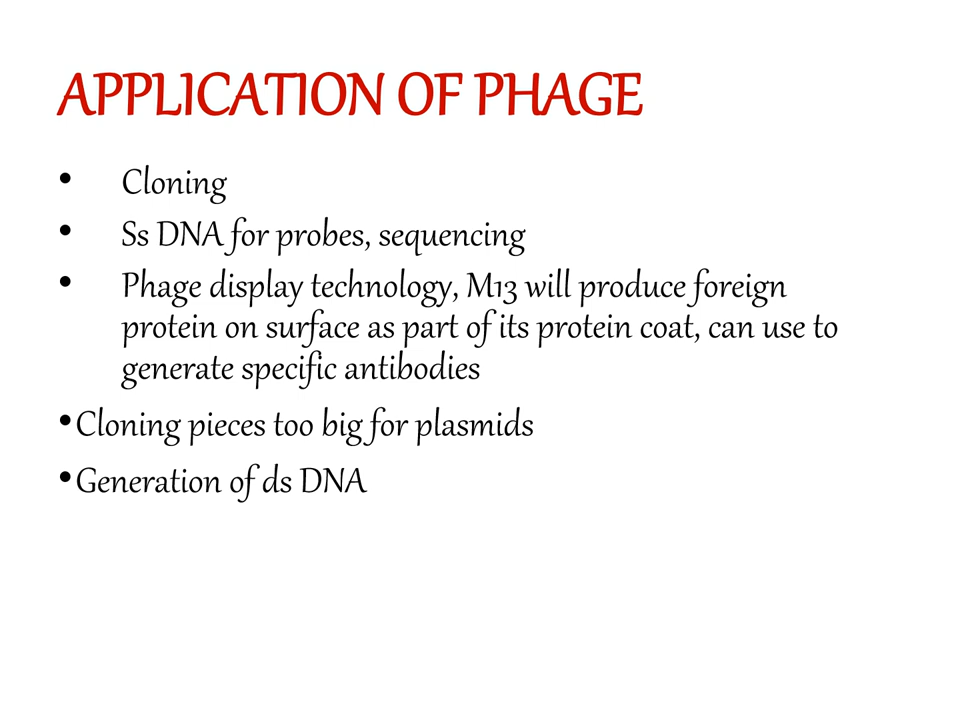 APPLICATION OF PHAGE
• Cloning
• Ss DNA for probes, sequencing
• Phage display technology, M13 will produce foreign
protein on surface as part of its protein coat, can use to
generate specific antibodies
•Cloning pieces too big for plasmids
•Generation of ds DNA